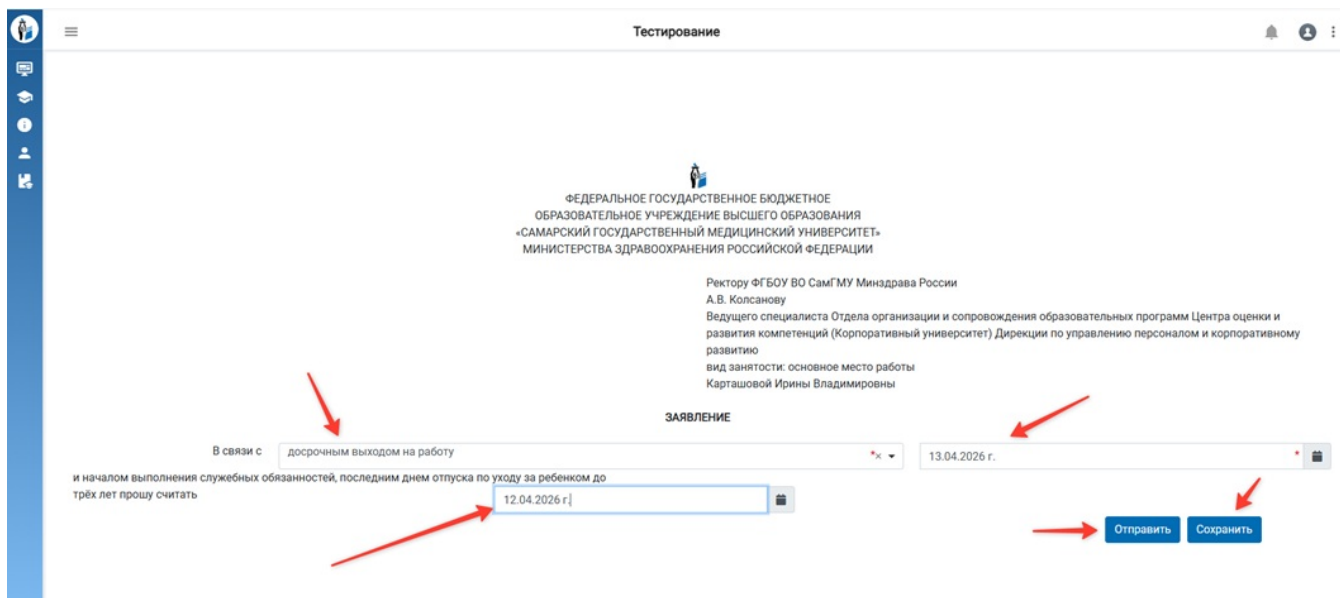 Тестирование
ФЕДЕРАЛЬНОЕ ГОСУДАРСТВЕННОЕ БЮДЖЕТНОЕ
ОБРАЗОВАТЕЛЬНОЕ УЧРЕЖДЕНИЕ ВЫСШЕГО ОБРАЗОВАНИЯ
«САМАРСКИЙ ГОСУДАРСТВЕННЫЙ МЕДИЦИНСКИЙ УНИВЕРСИТЕТ»
МИНИСТЕРСТВА ЗДРАВООХРАНЕНИЯ РОССИЙСКОЙ ФЕДЕРАЦИИ
Ректору ФГБОУ ВО СамГМУ Минздрава России
А.В. Колсанову
Ведущего специалиста Отдела организации и сопровождения образовательных программ Центра оценки и
развития компетенций (Корпоративный университет) Дирекции по управлению персоналом и корпоративному
развитию
вид занятости: основное место работы
Карташовой Ирины Владимировны
ЗАЯВЛЕНИЕ
В связи с досрочным выходом на работу * 13.04.2026 г. *
и началом выполнения служебных обязанностей, последним днем отпуска по уходу за ребенком до
трёх лет прошу считать 12.04.2026 г.
Отправить Сохранить